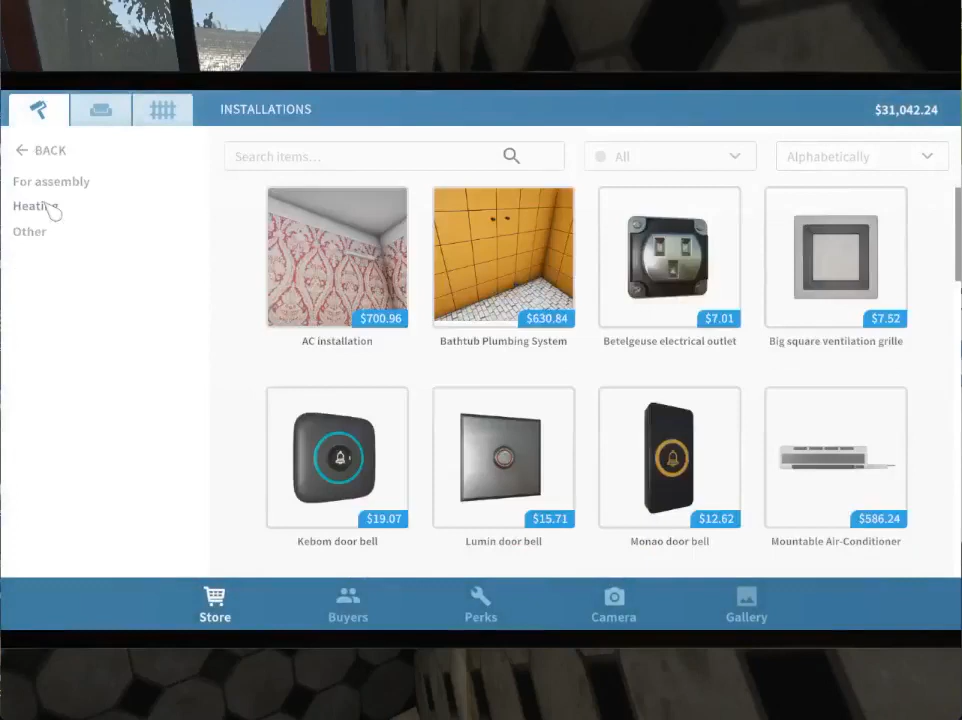 INSTALLATIONS
$31,042.24
BACK
Search items...
All
Alphabetically
For assembly
Heating
Other
$700.96
$630.84
$7.01
$7.52
AC installation
Bathtub Plumbing System
Betelgeuse electrical outlet
Big square ventilation grille
$19.07
$15.71
$12.62
$586.24
Kebom door bell
Lumin door bell
Monao door bell
Mountable Air-Conditioner
Store
Buyers
Perks
Camera
Gallery